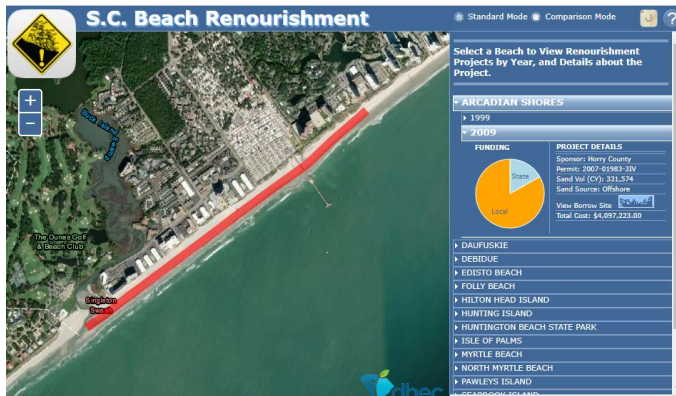 S.C. Beach Renourishment
Standard Mode
Comparison Mode
?
+
−
Buck Island
Swamp
The Dunes Golf
& Beach Club
Singleton
Swash
dhec
Select a Beach to View Renourishment
Projects by Year, and Details about the
Project.
ARCADIAN SHORES
1999
2009
FUNDING
State
Local
PROJECT DETAILS
Sponsor: Horry County
Permit: 2007-01983-3IV
Sand Vol (CY): 331,574
Sand Source: Offshore
View Borrow Site
Total Cost: $4,097,223.00
DAUFUSKIE
DEBIDUE
EDISTO BEACH
FOLLY BEACH
HILTON HEAD ISLAND
HUNTING ISLAND
HUNTINGTON BEACH STATE PARK
ISLE OF PALMS
MYRTLE BEACH
NORTH MYRTLE BEACH
PAWLEYS ISLAND
SEABROOK ISLAND